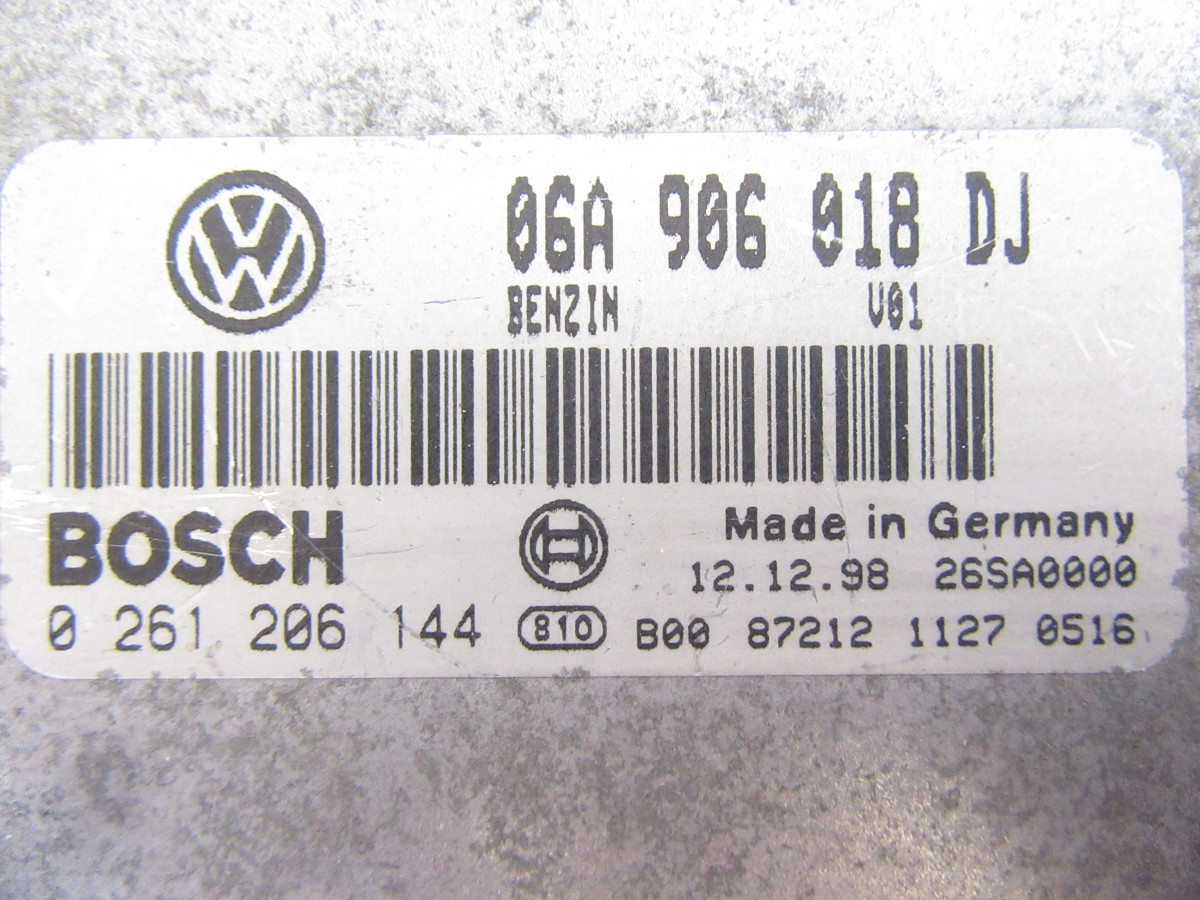 06A 906 018 DJ
BENZIN V01
BOSCH
Made in Germany
12.12.98 26SA0000
0 261 206 144 810 B00 87212 1127 0516